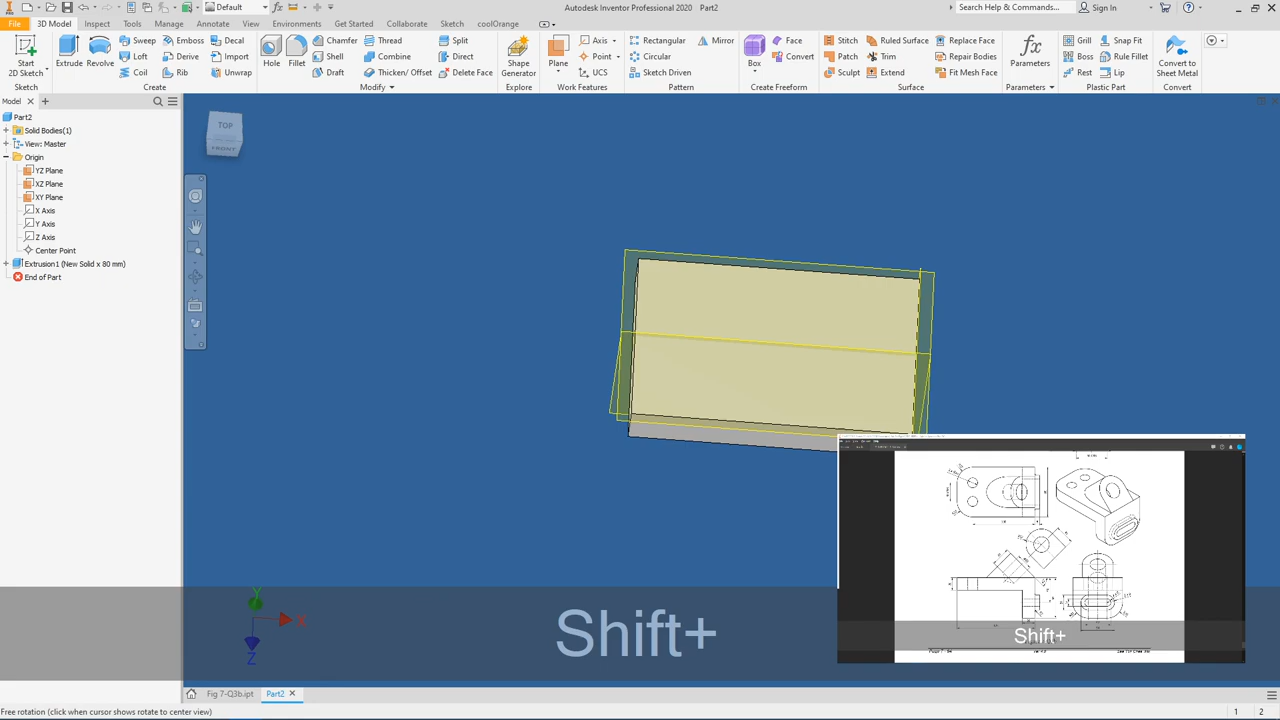 Default
Autodesk Inventor Professional 2020 Part2
Search Help & Commands...
Sign In
File
3D Model
Inspect
Tools
Manage
Annotate
View
Environments
Get Started
Collaborate
Sketch
coolOrange
Start
2D Sketch
Sketch
Extrude
Revolve
Sweep
Loft
Coil
Emboss
Derive
Rib
Decal
Import
Unwrap
Create
Hole
Fillet
Chamfer
Shell
Draft
Thread
Combine
Thicken/ Offset
Split
Direct
Delete Face
Modify
Shape
Generator
Explore
Plane
Axis
Point
UCS
Work Features
Rectangular
Circular
Sketch Driven
Mirror
Pattern
Box
Face
Convert
Create Freeform
Stitch
Patch
Sculpt
Ruled Surface
Trim
Extend
Replace Face
Repair Bodies
Fit Mesh Face
Surface
Parameters
Parameters
Grill
Boss
Rest
Snap Fit
Rule Fillet
Lip
Plastic Part
Convert to
Sheet Metal
Convert
Model
Part2
Solid Bodies(1)
View: Master
Origin
YZ Plane
XZ Plane
XY Plane
X Axis
Y Axis
Z Axis
Center Point
Extrusion1 (New Solid x 80 mm)
End of Part
TOP
FRONT
Y
X
Z
Shift+
Shift+
Fig 7-Q3b.ipt
Part2
Free rotation (click when cursor shows rotate to center view)
1
2